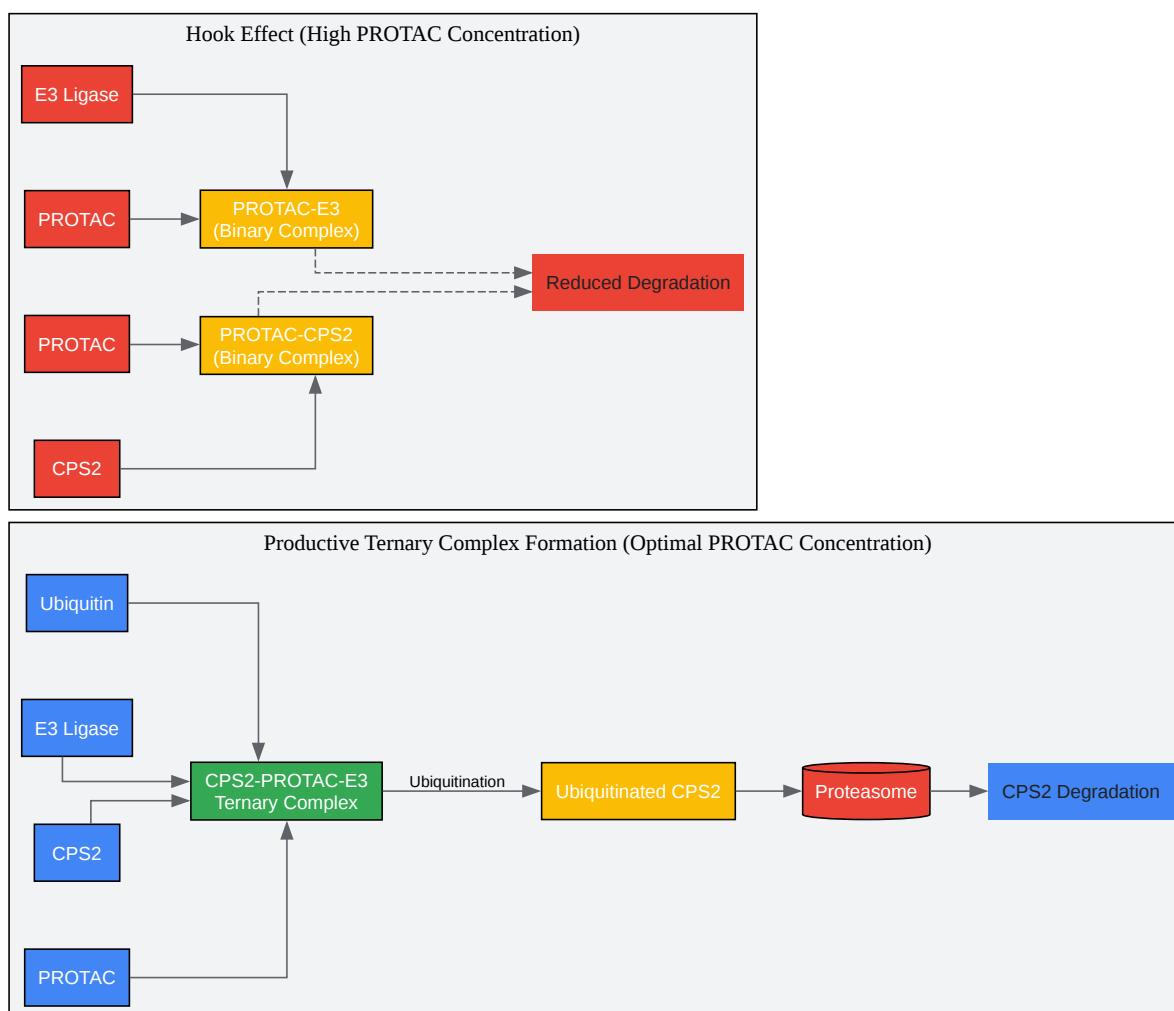 Hook Effect (High PROTAC Concentration)
E3 Ligase
PROTAC
PROTAC-E3
(Binary Complex)
Reduced Degradation
PROTAC
PROTAC-CPS2
(Binary Complex)
CPS2
Productive Ternary Complex Formation (Optimal PROTAC Concentration)
Ubiquitin
E3 Ligase
CPS2-PROTAC-E3
Ternary Complex
Ubiquitination
Ubiquitinated CPS2
Proteasome
CPS2 Degradation
CPS2
PROTAC